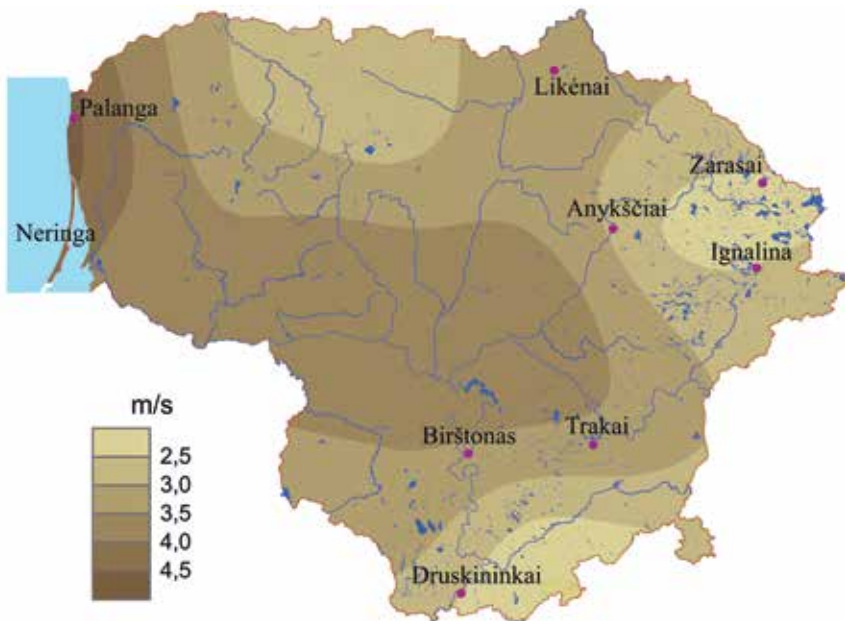 Likėnai
Palanga
Zarasai
Anykščiai
Neringa
Ignalina
m/s
2,5
3,0
3,5
4,0
4,5
Birštonas
Trakai
Druskininkai